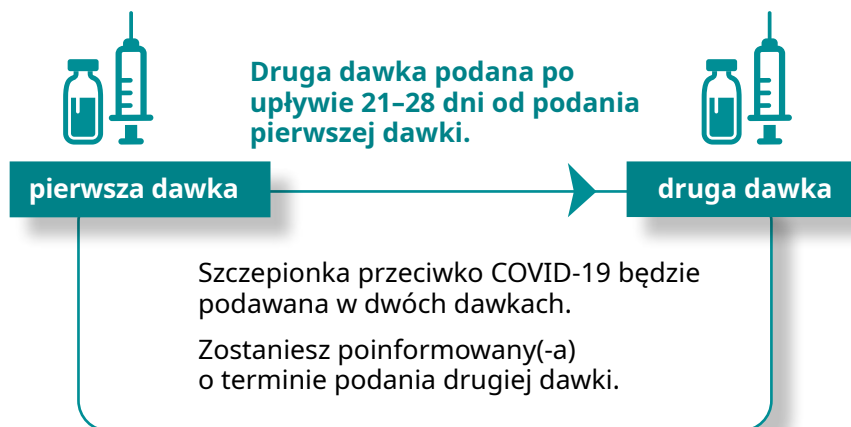 Druga dawka podana po
upływie 21–28 dni od podania
pierwszej dawki.
pierwsza dawka
druga dawka
Szczepionka przeciwko COVID-19 będzie
podawana w dwóch dawkach.
Zostaniesz poinformowany(-a)
o terminie podania drugiej dawki.